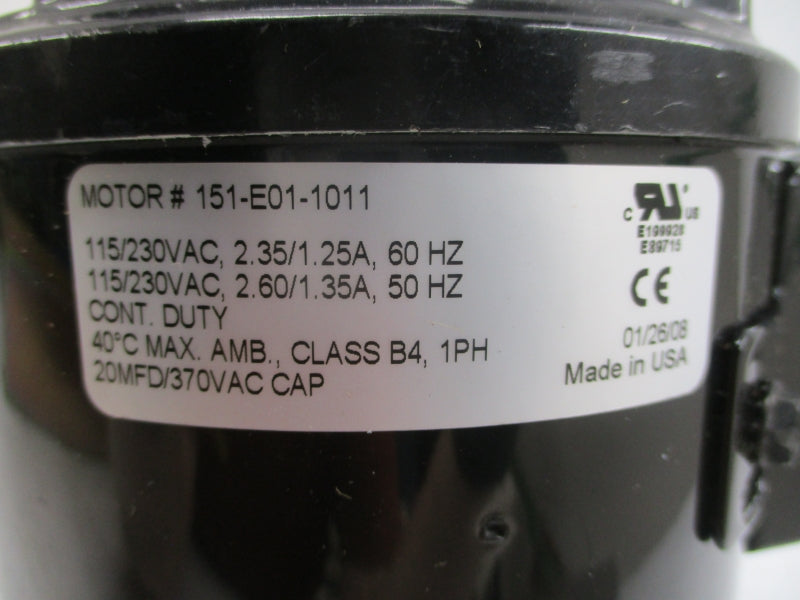 MOTOR # 151-E01-1011
115/230VAC, 2.35/1.25A, 60 HZ
115/230VAC, 2.60/1.35A, 50 HZ
CONT. DUTY
40°C MAX. AMB., CLASS B4, 1PH
20MFD/370VAC CAP
C RU US
E199928
E89715
CE
01/26/08
Made in USA